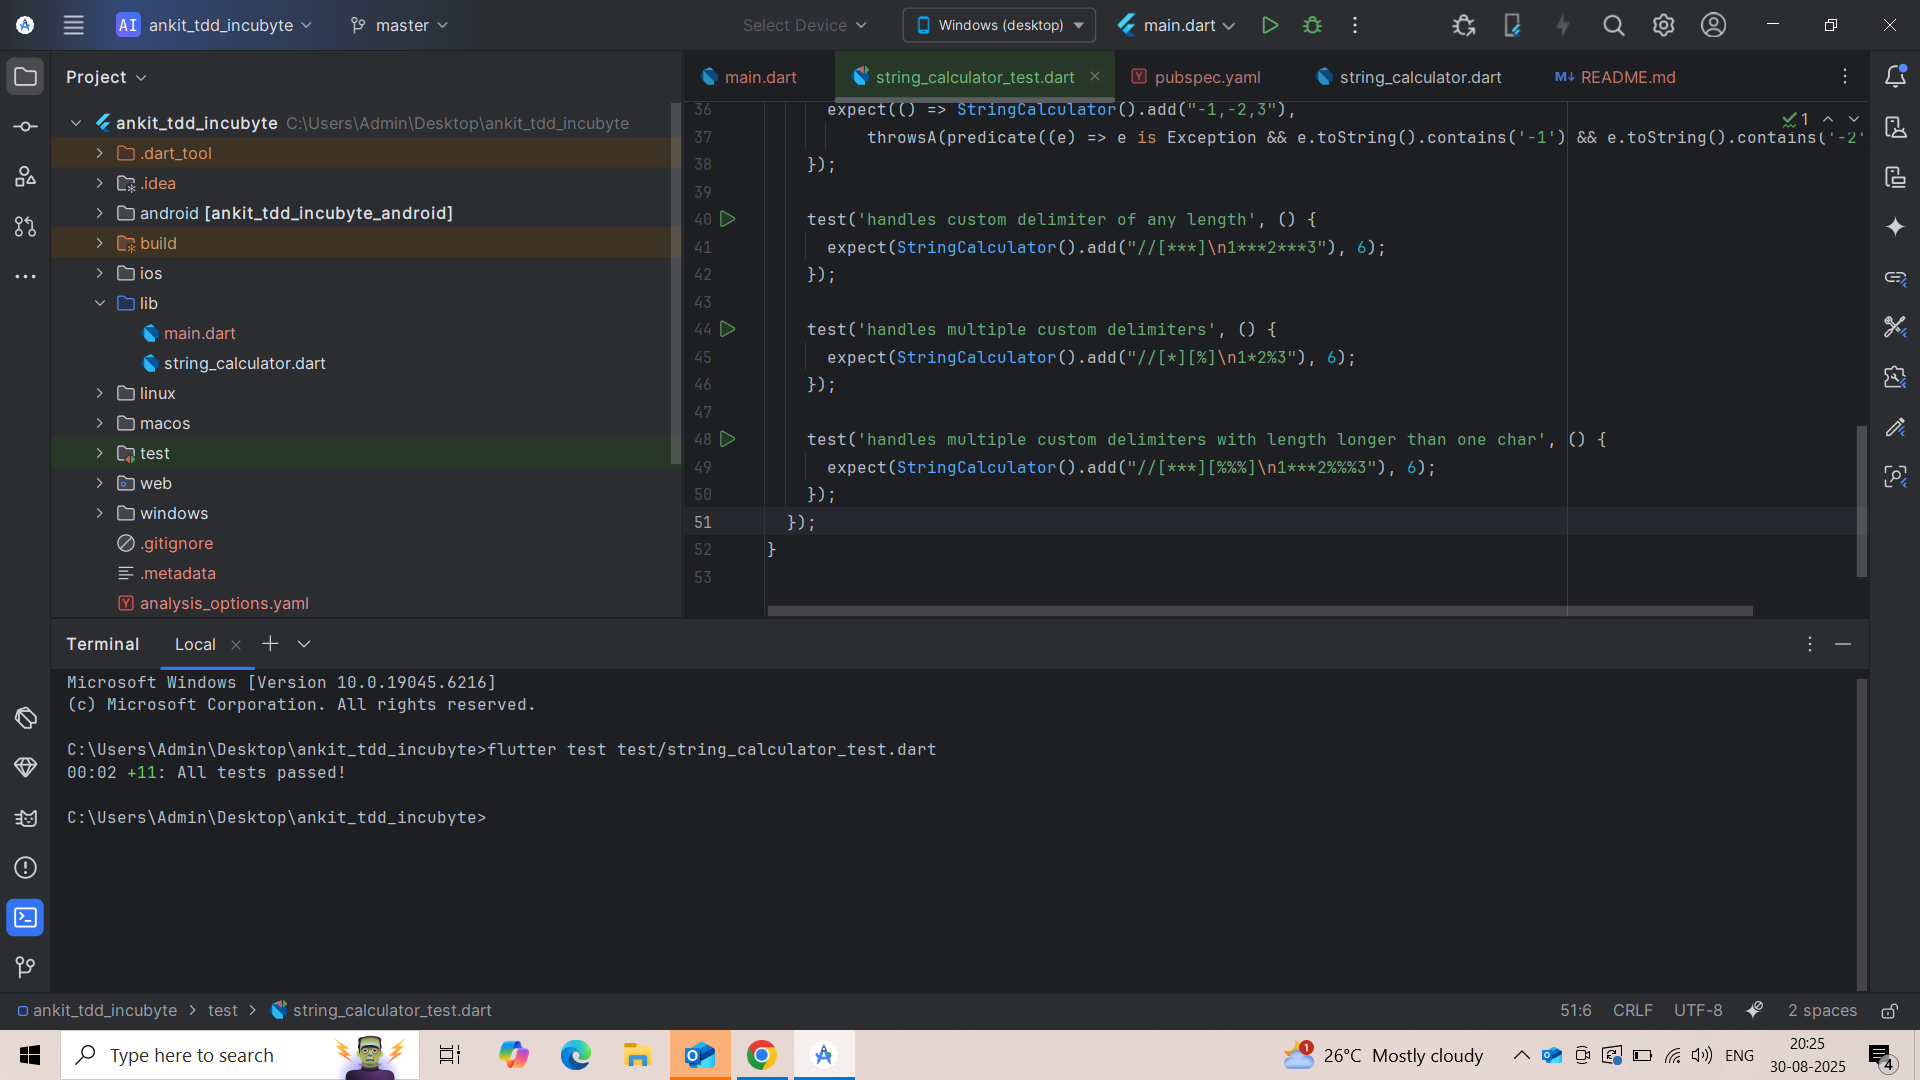 AI ankit_tdd_incubyte
master
Select Device
Windows (desktop)
main.dart
Project
main.dart
string_calculator_test.dart
pubspec.yaml
string_calculator.dart
M↓ README.md
ankit_tdd_incubyte C:\Users\Admin\Desktop\ankit_tdd_incubyte
.dart_tool
.idea
android [ankit_tdd_incubyte_android]
build
ios
lib
main.dart
string_calculator.dart
linux
macos
test
web
windows
.gitignore
.metadata
analysis_options.yaml
1
36 expect(() => StringCalculator().add("-1,-2,3"),
37 throwsA(predicate((e) => e is Exception && e.toString().contains('-1') && e.toString().contains('-2'
38 });
39
40 test('handles custom delimiter of any length', () {
41 expect(StringCalculator().add("//[***]\n1***2***3"), 6);
42 });
43
44 test('handles multiple custom delimiters', () {
45 expect(StringCalculator().add("//[*][%]\n1*2%3"), 6);
46 });
47
48 test('handles multiple custom delimiters with length longer than one char', () {
49 expect(StringCalculator().add("//[***][%%%]\n1***2%%%3"), 6);
50 });
51 });
52 }
53
Terminal
Local
Microsoft Windows [Version 10.0.19045.6216]
(c) Microsoft Corporation. All rights reserved.
C:\Users\Admin\Desktop\ankit_tdd_incubyte>flutter test test/string_calculator_test.dart
00:02 +11: All tests passed!
C:\Users\Admin\Desktop\ankit_tdd_incubyte>
ankit_tdd_incubyte > test > string_calculator_test.dart
51:6 CRLF UTF-8 2 spaces
Type here to search
1
26°C Mostly cloudy
ENG
20:25
30-08-2025
4